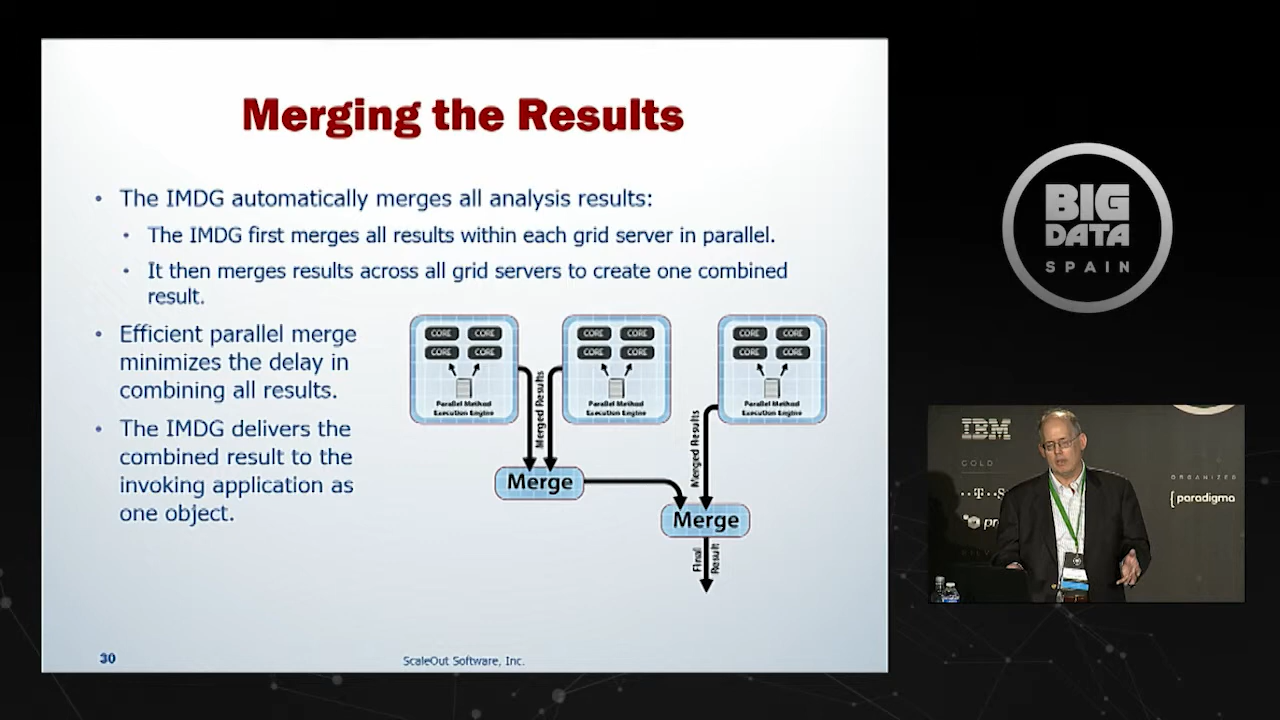 Merging the Results
• The IMDG automatically merges all analysis results:
• The IMDG first merges all results within each grid server in parallel.
• It then merges results across all grid servers to create one combined
result.
• Efficient parallel merge
minimizes the delay in
combining all results.
• The IMDG delivers the
combined result to the
invoking application as
one object.
CORE CORE
CORE CORE
Parallel Method
Execution Engine
CORE CORE
CORE CORE
Parallel Method
Execution Engine
CORE CORE
CORE CORE
Parallel Method
Execution Engine
Merged Results
Merged Results
Merge
Merge
Final
Result
30
ScaleOut Software, Inc.
BIG
DATA
SPAIN
IBM
GOLD
ORGANIZED
{paradigma